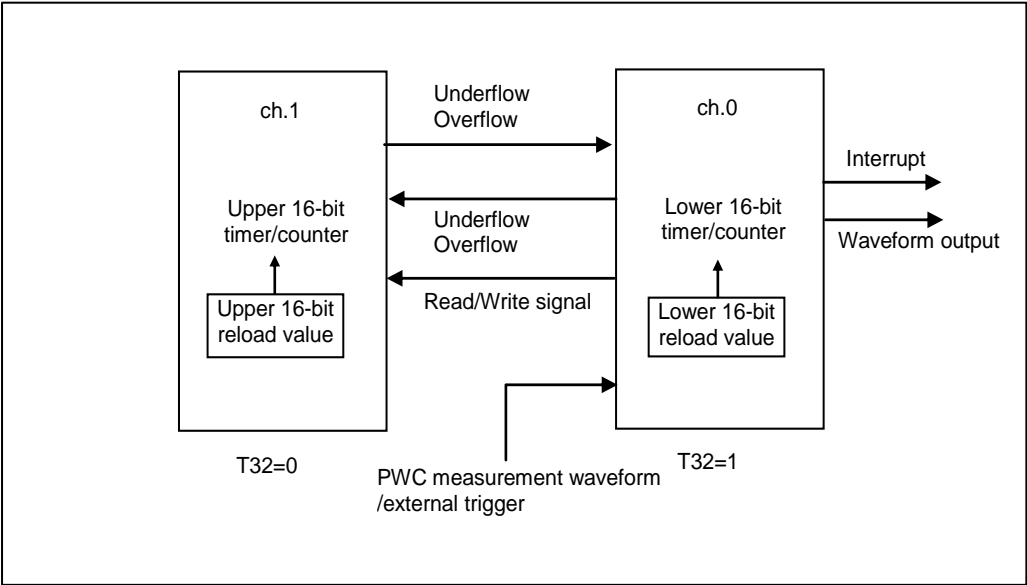 ch.1
Upper 16-bit
timer/counter
Upper 16-bit
reload value
T32=0
Underflow
Overflow
Underflow
Overflow
Read/Write signal
PWC measurement waveform
/external trigger
ch.0
Lower 16-bit
timer/counter
Lower 16-bit
reload value
T32=1
Interrupt
Waveform output